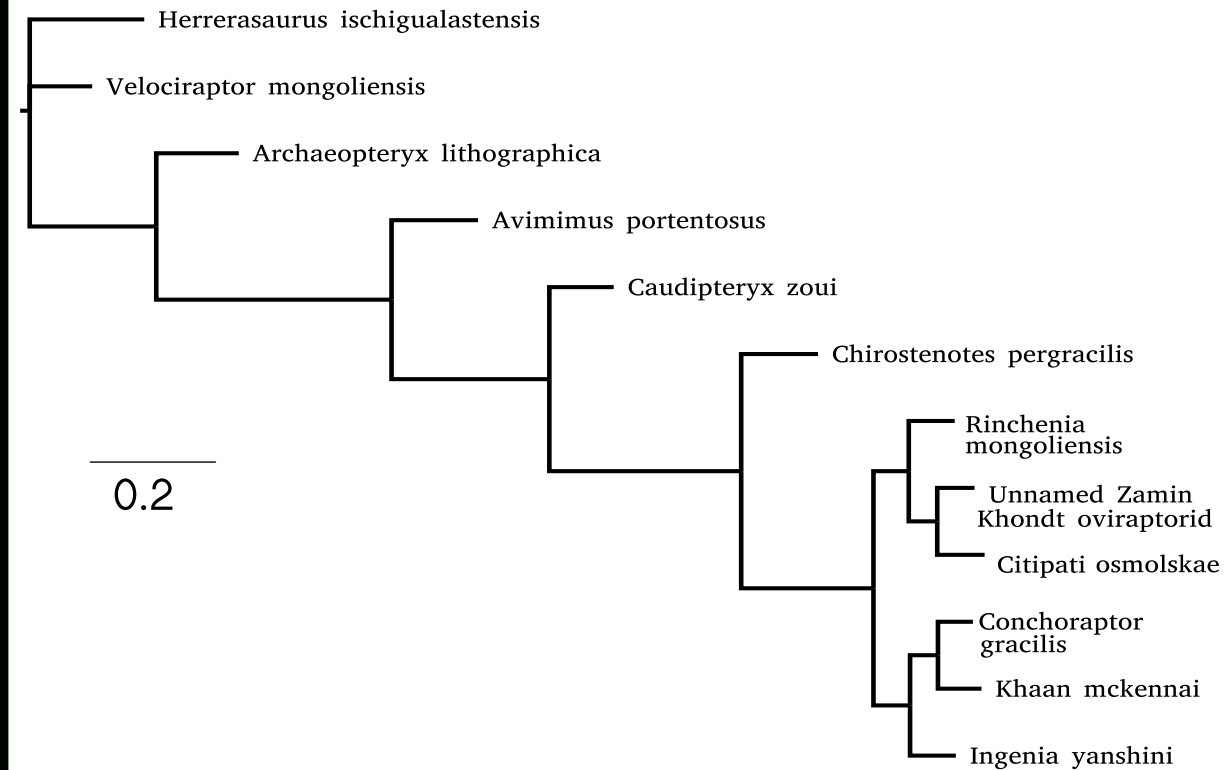 Herrerasaurus ischigualastensis
Velociraptor mongoliensis
Archaeopteryx lithographica
Avimimus portentosus
Caudipteryx zoui
Chirostenotes pergracilis
Rinchenia
mongoliensis
0.2
Unnamed Zamin
Khondt oviraptorid
Citipati osmolskae
Conchoraptor
gracilis
Khaan mckennai
Ingenia yanshini